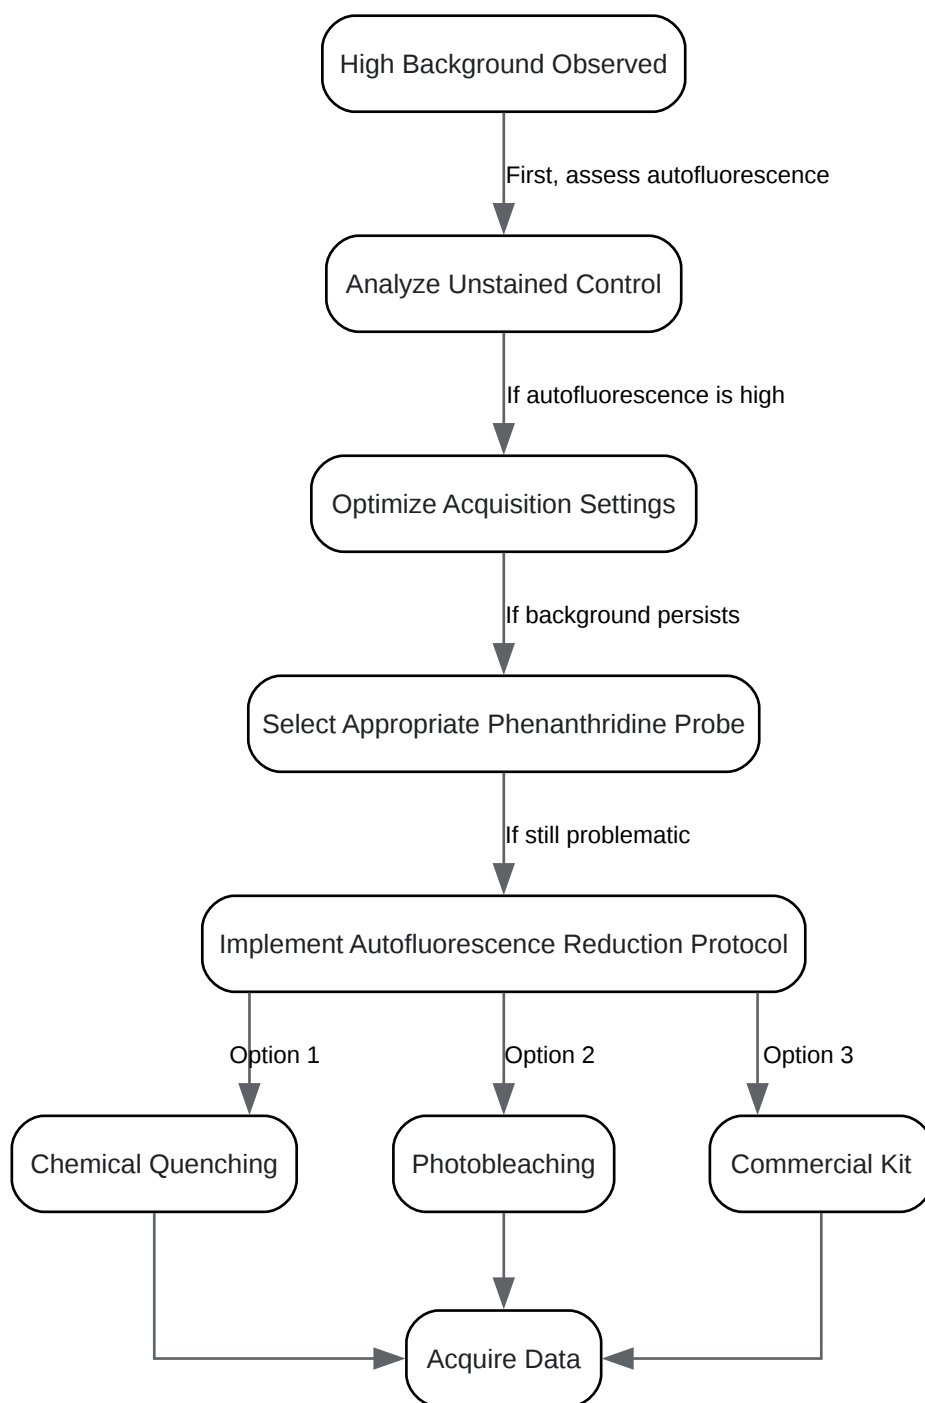 High Background Observed
First, assess autofluorescence
Analyze Unstained Control
If autofluorescence is high
Optimize Acquisition Settings
If background persists
Select Appropriate Phenanthridine Probe
If still problematic
Implement Autofluorescence Reduction Protocol
Option 1
Option 2
Option 3
Chemical Quenching
Photobleaching
Commercial Kit
Acquire Data